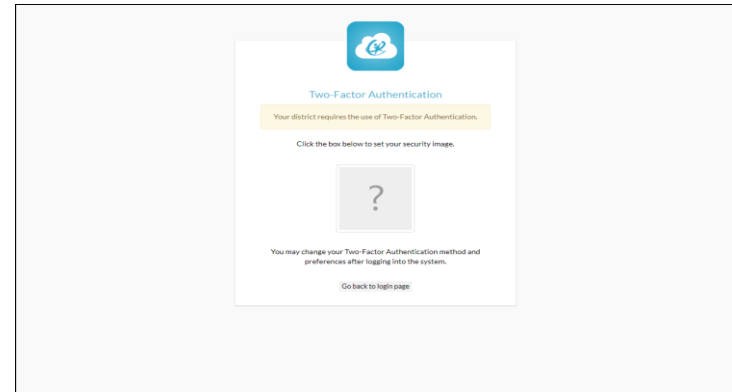 Two-Factor Authentication
Your district requires the use of Two-Factor Authentication.
Click the box below to set your security image.
?
You may change your Two-Factor Authentication method and
preferences after logging into the system.
Go back to login page